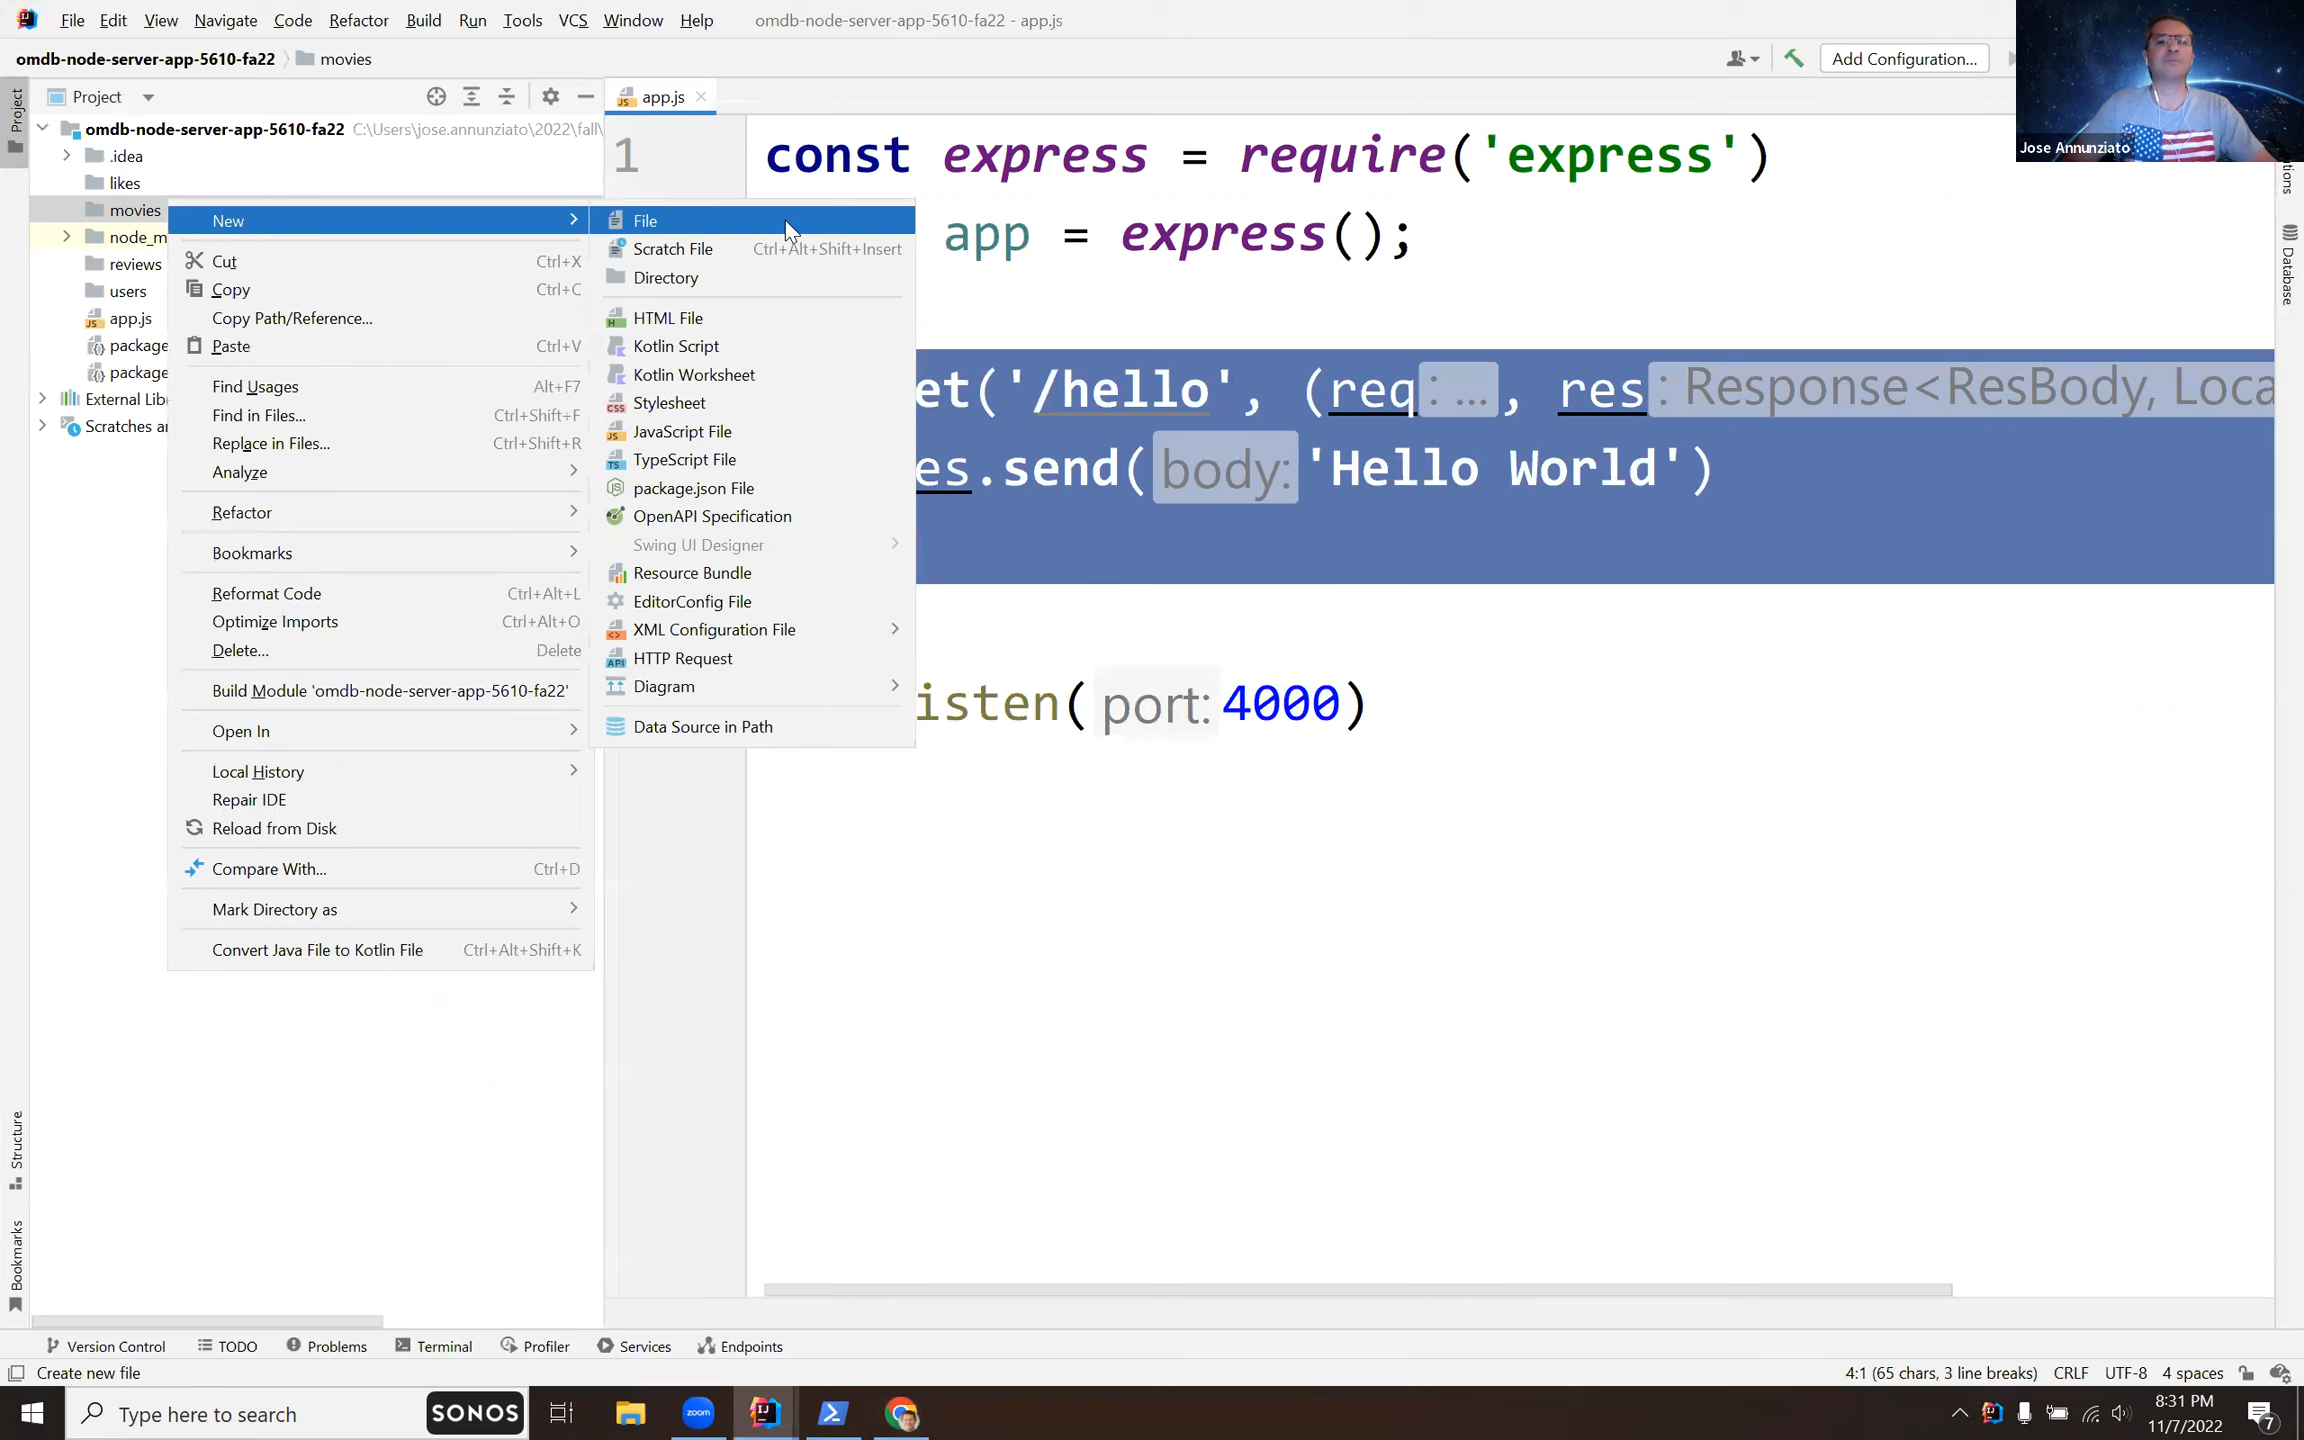 File Edit View Navigate Code Refactor Build Run Tools VCS Window Help omdb-node-server-app-5610-fa22 - app.js
omdb-node-server-app-5610-fa22 movies
Add Configuration...
Jose Annunziato
Project
Project
app.js
omdb-node-server-app-5610-fa22 C:\Users\jose.annunziato\2022\fall\
.idea
likes
movies
node_m
reviews
users
app.js
package
package
External Lib
Scratches a
New
Cut Ctrl+X
Copy Ctrl+C
Copy Path/Reference...
Paste Ctrl+V
Find Usages Alt+F7
Find in Files... Ctrl+Shift+F
Replace in Files... Ctrl+Shift+R
Analyze
Refactor
Bookmarks
Reformat Code Ctrl+Alt+L
Optimize Imports Ctrl+Alt+O
Delete... Delete
Build Module 'omdb-node-server-app-5610-fa22'
Open In
Local History
Repair IDE
Reload from Disk
Compare With... Ctrl+D
Mark Directory as
Convert Java File to Kotlin File Ctrl+Alt+Shift+K
File
Scratch File Ctrl+Alt+Shift+Insert
Directory
HTML File
Kotlin Script
Kotlin Worksheet
Stylesheet
JavaScript File
TypeScript File
package.json File
OpenAPI Specification
Swing UI Designer
Resource Bundle
EditorConfig File
XML Configuration File
HTTP Request
Diagram
Data Source in Path
1 const express = require('express')
app = express();
et('/hello', (req: ..., res: Response<ResBody, Loca
es.send( body: 'Hello World')
isten( port: 4000)
tions
Database
Structure
Bookmarks
Version Control TODO Problems Terminal Profiler Services Endpoints
Create new file
4:1 (65 chars, 3 line breaks) CRLF UTF-8 4 spaces
Type here to search
SONOS
zoom
8:31 PM
11/7/2022
7